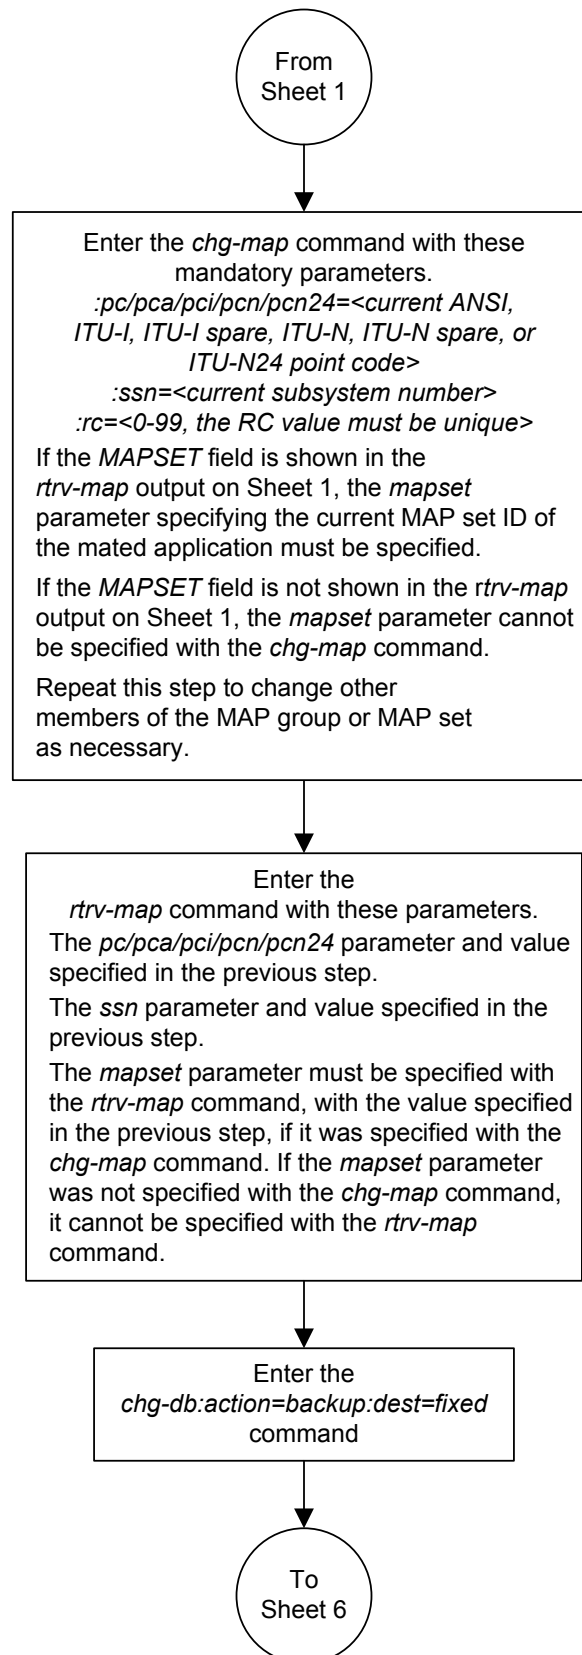 From
Sheet 1
Enter the chg-map command with these
mandatory parameters.
:pc/pca/pci/pcn/pcn24=<current ANSI,
ITU-I, ITU-I spare, ITU-N, ITU-N spare, or
ITU-N24 point code>
:ssn=<current subsystem number>
:rc=<0-99, the RC value must be unique>
If the MAPSET field is shown in the
rtrv-map output on Sheet 1, the mapset
parameter specifying the current MAP set ID of
the mated application must be specified.
If the MAPSET field is not shown in the rtrv-map
output on Sheet 1, the mapset parameter cannot
be specified with the chg-map command.
Repeat this step to change other
members of the MAP group or MAP set
as necessary.
Enter the
rtrv-map command with these parameters.
The pc/pca/pci/pcn/pcn24 parameter and value
specified in the previous step.
The ssn parameter and value specified in the
previous step.
The mapset parameter must be specified with
the rtrv-map command, with the value specified
in the previous step, if it was specified with the
chg-map command. If the mapset parameter
was not specified with the chg-map command,
it cannot be specified with the rtrv-map
command.
Enter the
chg-db:action=backup:dest=fixed
command
To
Sheet 6